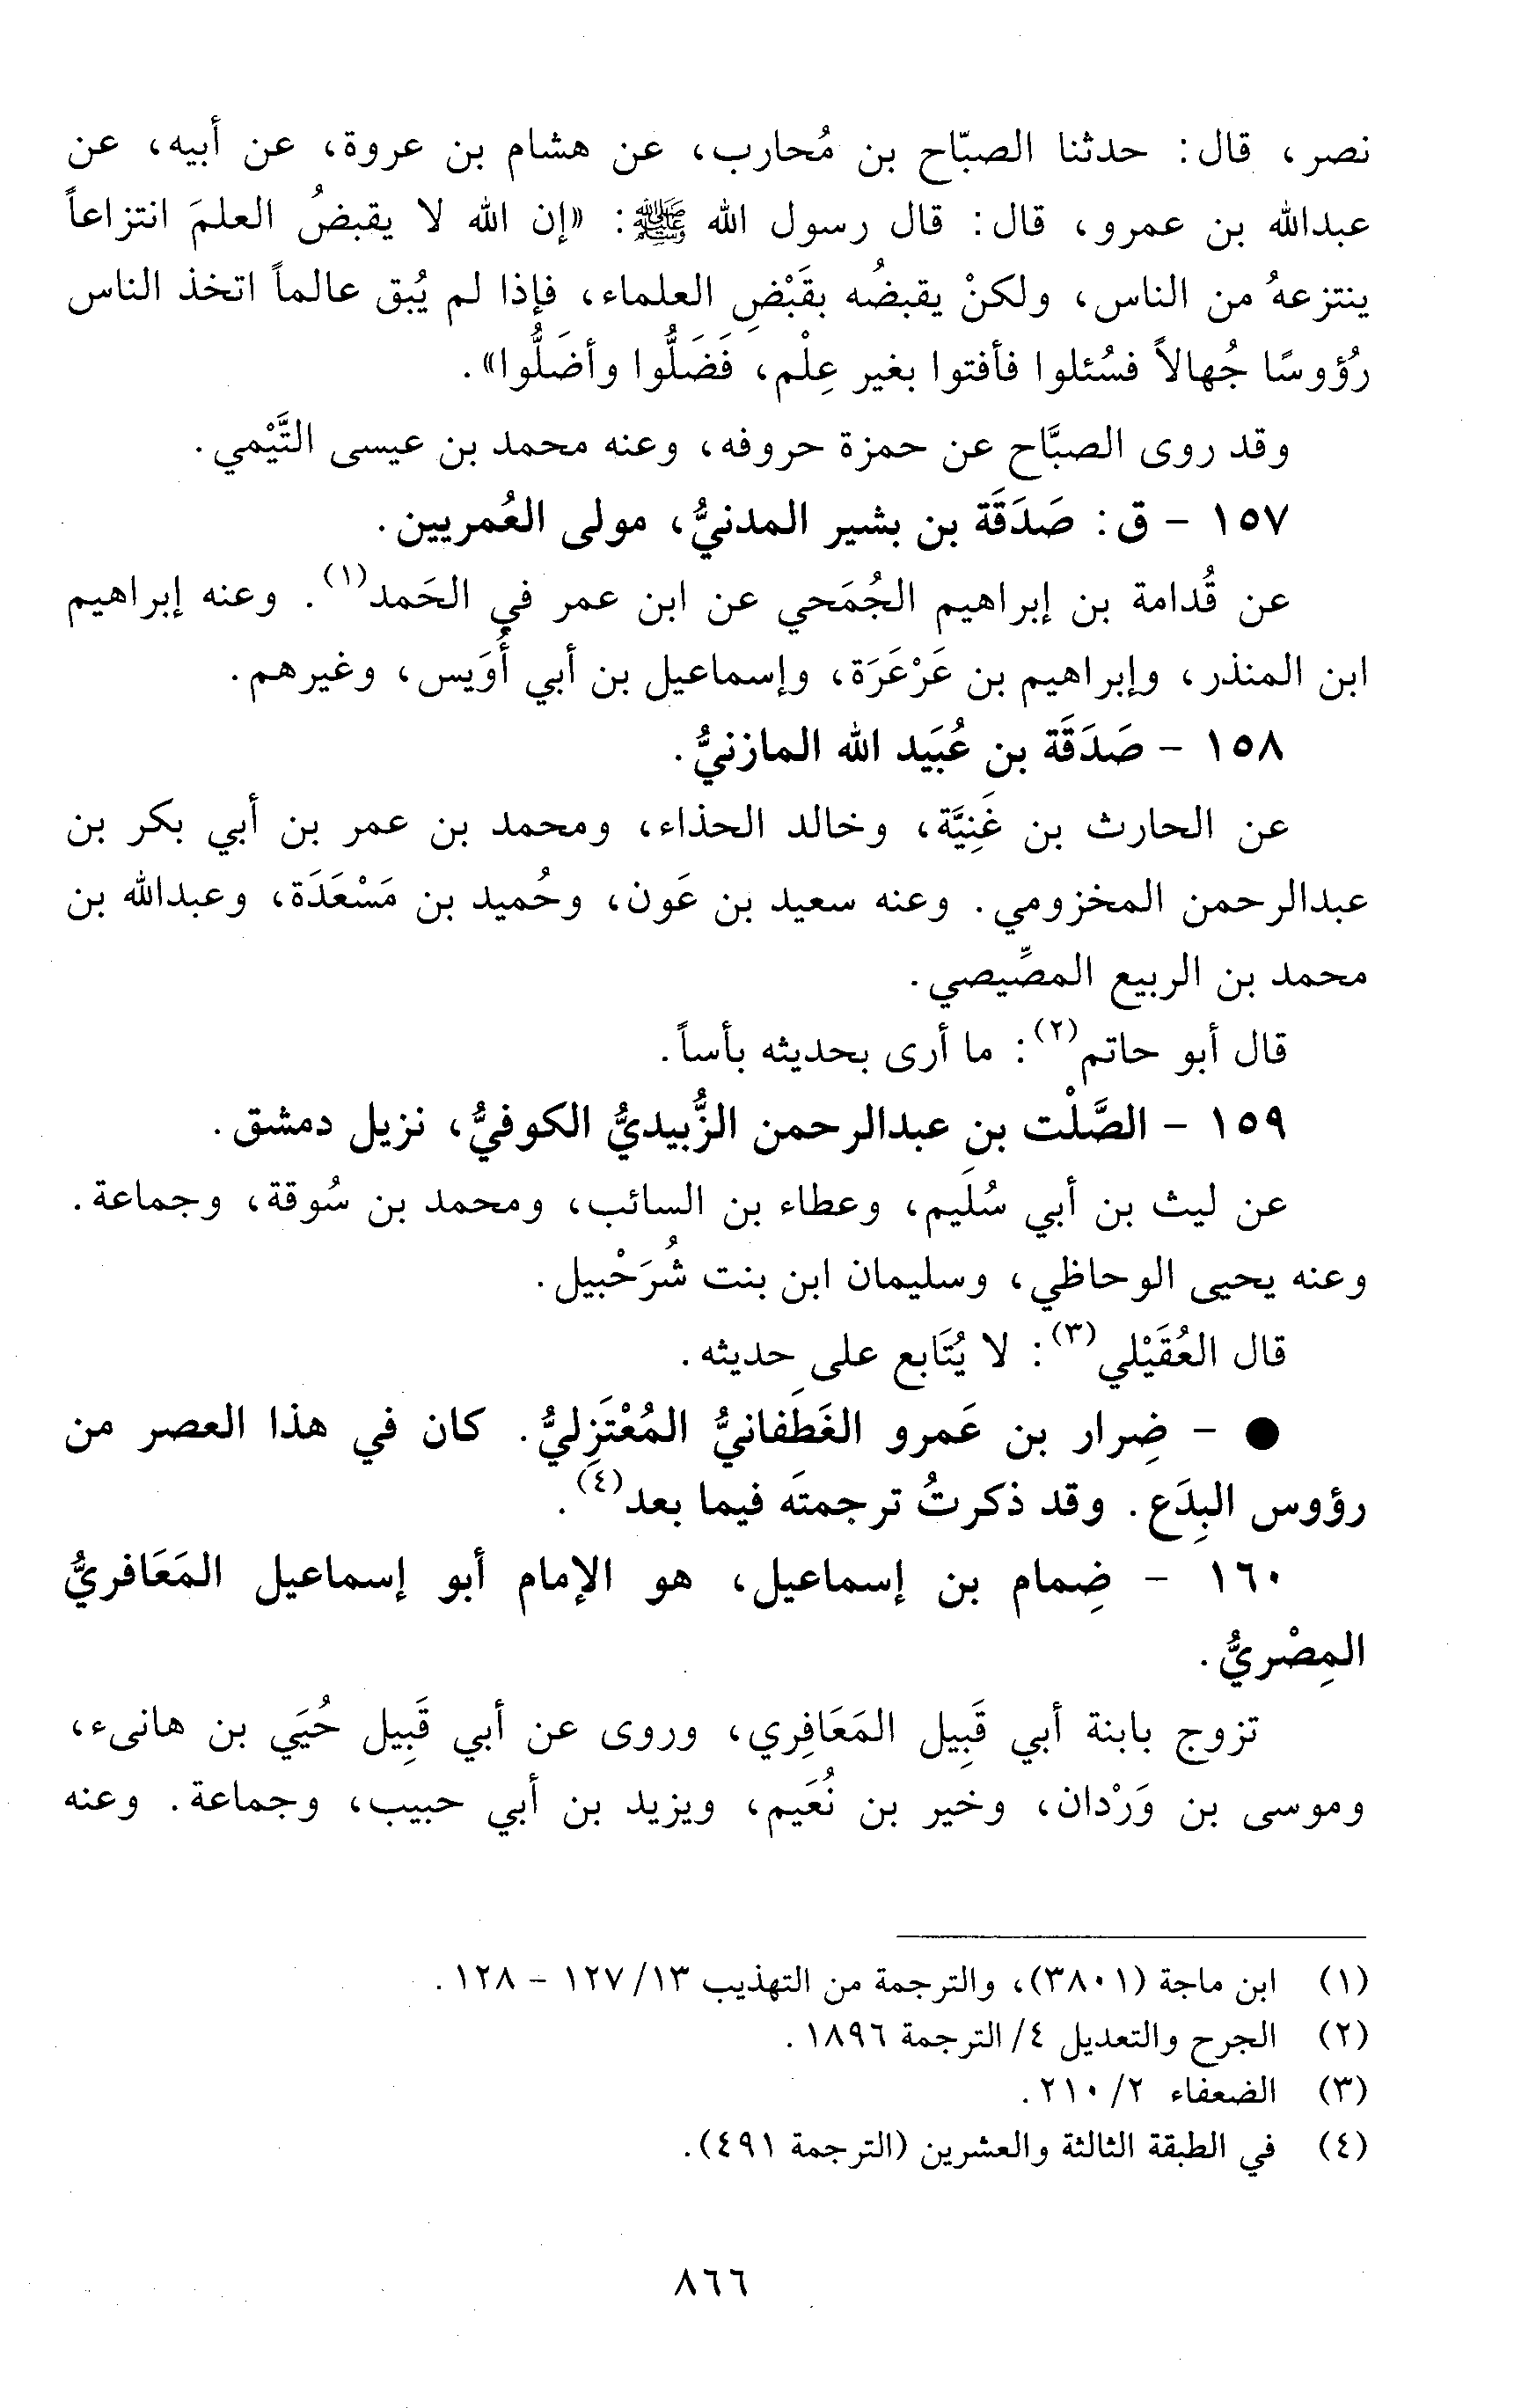 نصر، قال: حدثنا الصبّاح بن مُحارب، عن هشام بن عروة، عن أبيه، عن
عبدالله بن عمرو، قال: قال رسول الله ﷺ: «إن الله لا يقبضُ العلمَ انتزاعاً
ينتزعهُ من الناس، ولكنْ يقبضُه بقَبْضِ العلماء، فإذا لم يُبق عالماً اتخذ الناس
رُؤوسًا جُهالاً فسُئلوا فأفتوا بغير عِلْم، فَضَلُّوا وأضَلُّوا».
وقد روى الصبَّاح عن حمزة حروفه، وعنه محمد بن عيسى التَّيْمي.
١٥٧ - ق: صَدَقَة بن بشير المدنيُّ، مولى العُمريين.
عن قُدامة بن إبراهيم الجُمَحي عن ابن عمر في الحَمد(١). وعنه إبراهيم
ابن المنذر، وإبراهيم بن عَرْعَرَة، وإسماعيل بن أبي أُوَيس، وغيرهم.
١٥٨ - صَدَقَة بن عُبَيد الله المازنيُّ.
عن الحارث بن غَنِيَّة، وخالد الحذاء، ومحمد بن عمر بن أبي بكر بن
عبدالرحمن المخزومي. وعنه سعيد بن عَون، وحُميد بن مَسْعَدَة، وعبدالله بن
محمد بن الربيع المصِّيصي.
قال أبو حاتم(٢): ما أرى بحديثه بأساً.
١٥٩ - الصَّلْت بن عبدالرحمن الزُّبيديُّ الكوفيُّ، نزيل دمشق.
عن ليث بن أبي سُلَيم، وعطاء بن السائب، ومحمد بن سُوقة، وجماعة.
وعنه يحيى الوحاظي، وسليمان ابن بنت شُرَحْبيل.
قال العُقَيْلي(٣): لا يُتَابع على حديثه.
● - ضِرار بن عَمرو الغَطَفانيُّ المُعْتَزِليُّ. كان في هذا العصر من
رؤوس البِدَع. وقد ذكرتُ ترجمتَه فيما بعد(٤).
١٦٠ - ضِمام بن إسماعيل، هو الإمام أبو إسماعيل المَعَافريُّ
المِصْريُّ.
تزوج بابنة أبي قَبِيل المَعَافِري، وروى عن أبي قَبِيل حُيَي بن هانىء،
وموسى بن وَرْدان، وخير بن نُعَيم، ويزيد بن أبي حبيب، وجماعة. وعنه
(١) ابن ماجة (٣٨٠١)، والترجمة من التهذيب ١٣/ ١٢٧ - ١٢٨.
(٢) الجرح والتعديل ٤/ الترجمة ١٨٩٦.
(٣) الضعفاء ٢/ ٢١٠.
(٤) في الطبقة الثالثة والعشرين (الترجمة ٤٩١).
٨٦٦